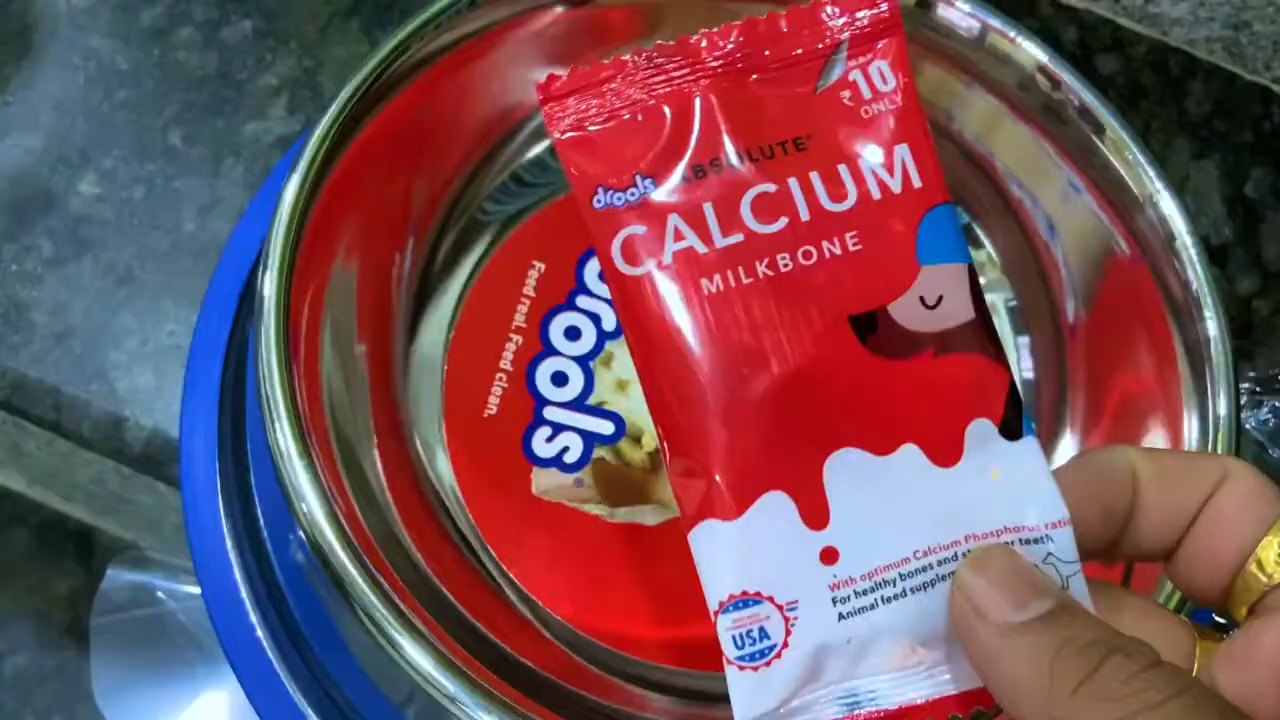 MRP
₹10
ONLY
drools ABSOLUTE
CALCIUM
MILKBONE
Feed real. Feed clean.
drools
With optimum Calcium Phosphorus ratio
For healthy bones and teeth
Animal feed
USA